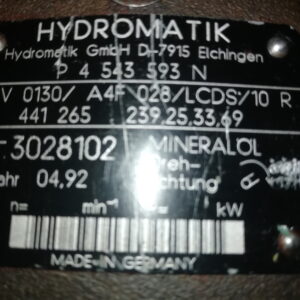 HYDROMATIK
Hydromatik GmbH D-7915 Elchingen
P 4 543 593 N
V 0130/ A4F 028/LCDS/10 R
441 265 239.25.33.69
3028102 MINERALÖL
Dreh-
ahr 04.92 chtung R
n= min⁻¹ = kW
MADE IN GERMANY